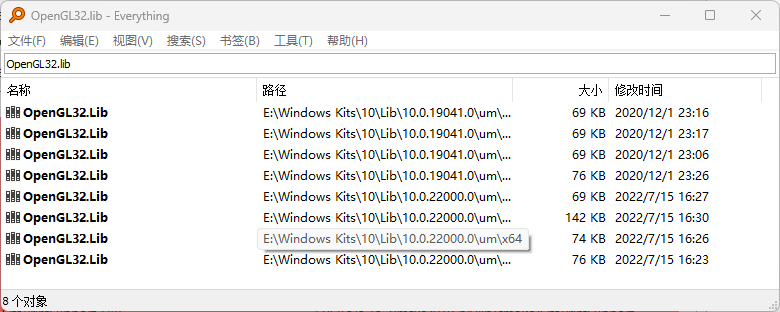 OpenGL32.lib - Everything
文件(F) 编辑(E) 视图(V) 搜索(S) 书签(B) 工具(T) 帮助(H)
OpenGL32.lib
名称 路径 大小 修改时间
OpenGL32.Lib E:\Windows Kits\10\Lib\10.0.19041.0\um\... 69 KB 2020/12/1 23:16
OpenGL32.Lib E:\Windows Kits\10\Lib\10.0.19041.0\um\... 69 KB 2020/12/1 23:17
OpenGL32.Lib E:\Windows Kits\10\Lib\10.0.19041.0\um\... 69 KB 2020/12/1 23:06
OpenGL32.Lib E:\Windows Kits\10\Lib\10.0.19041.0\um\... 76 KB 2020/12/1 23:26
OpenGL32.Lib E:\Windows Kits\10\Lib\10.0.22000.0\um\... 69 KB 2022/7/15 16:27
OpenGL32.Lib E:\Windows Kits\10\Lib\10.0.22000.0\um\... 142 KB 2022/7/15 16:30
OpenGL32.Lib E:\Windows Kits\10\Lib\10.0.22000.0\um\x64 74 KB 2022/7/15 16:26
OpenGL32.Lib E:\Windows Kits\10\Lib\10.0.22000.0\um\... 76 KB 2022/7/15 16:23
8 个对象